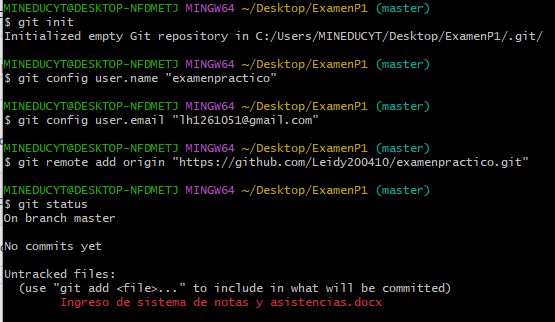 MINEDUCYT@DESKTOP-NFDMETJ MINGW64 ~/Desktop/ExamenP1 (master)
$ git init
Initialized empty Git repository in C:/Users/MINEDUCYT/Desktop/ExamenP1/.git/
MINEDUCYT@DESKTOP-NFDMETJ MINGW64 ~/Desktop/ExamenP1 (master)
$ git config user.name "examenpractico"
MINEDUCYT@DESKTOP-NFDMETJ MINGW64 ~/Desktop/ExamenP1 (master)
$ git config user.email "lh1261051@gmail.com"
MINEDUCYT@DESKTOP-NFDMETJ MINGW64 ~/Desktop/ExamenP1 (master)
$ git remote add origin "https://github.com/Leidy200410/examenpractico.git"
MINEDUCYT@DESKTOP-NFDMETJ MINGW64 ~/Desktop/ExamenP1 (master)
$ git status
On branch master
No commits yet
Untracked files:
(use "git add <file>..." to include in what will be committed)
Ingreso de sistema de notas y asistencias.docx